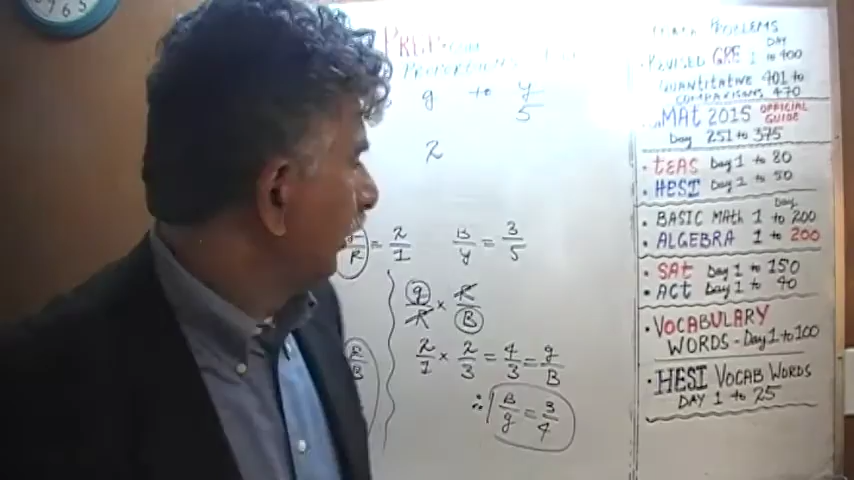 PREP
g to y/5
2
g/R = 2/1 B/y = 3/5
g/R × R/B
2/1 × 2/3 = 4/3 = g/B
R/B
∴ B/g = 3/4
PROBLEMS
DAY
REVISED GRE 1 to 400
QUANTITATIVE 401 to
COMPARISONS 470
GMAT 2015 OFFICIAL GUIDE
Day 251 to 375
• TEAS Day 1 to 80
• HESI Day 1 to 50
Day
• BASIC Math 1 to 200
• ALGEBRA 1 to 200
• SAt Day 1 to 150
• ACt Day 1 to 40
• VOCABULARY
WORDS - Day 1 to 100
• HESI VOCAB WORDS
DAY 1 to 25